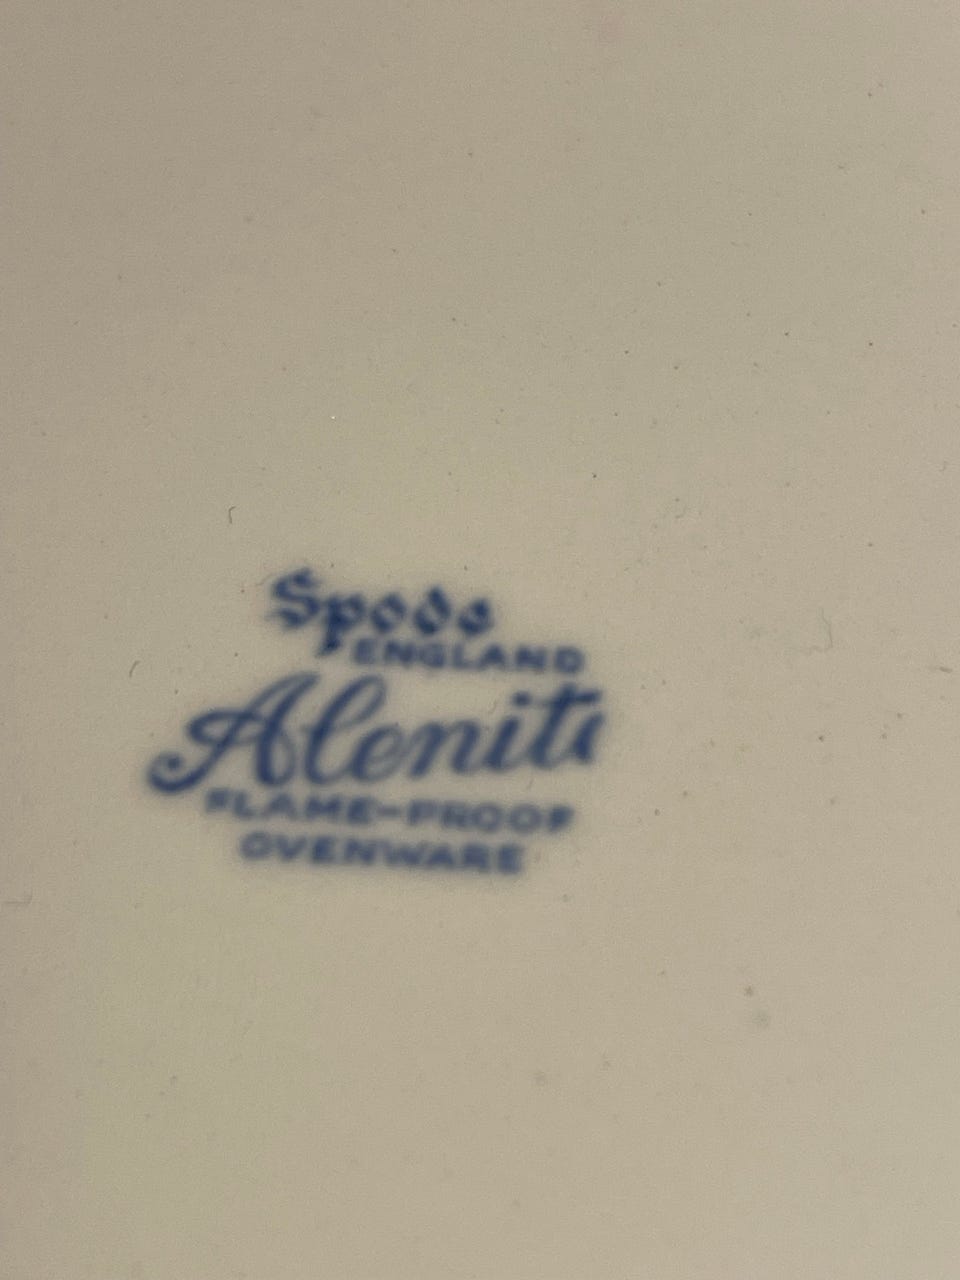 Spode
ENGLAND
Alenite
FLAME-PROOF
OVENWARE